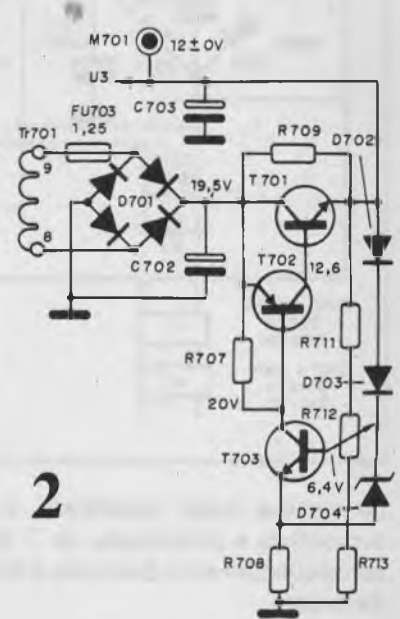 M701 12±0V
U3
FU703
1,25
C703
Tr701
9
8
D701
19,5V
C702
R709
T701
D702
T702
12,6
R707
R711
D703
R712
20V
T703
6,4V
D704
R708
R713
2